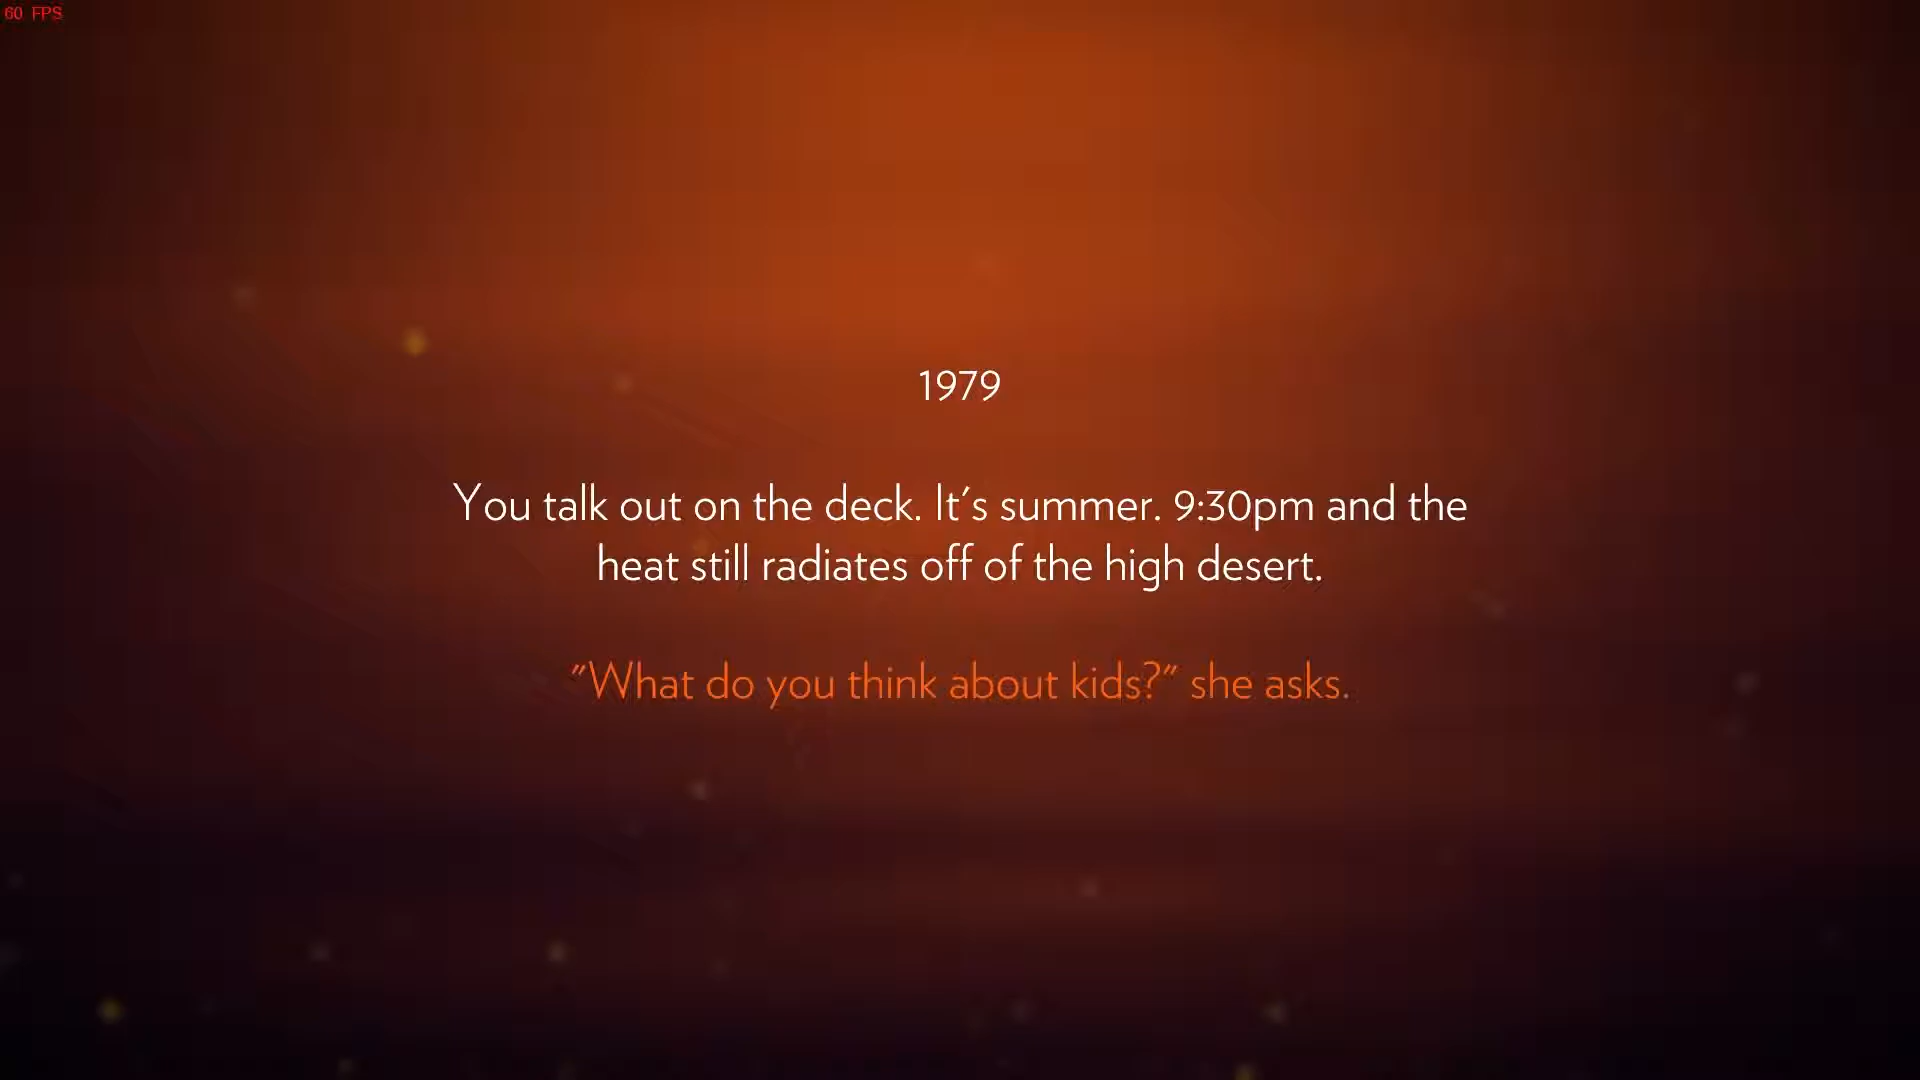 60 FPS
1979
You talk out on the deck. It's summer. 9:30pm and the
heat still radiates off of the high desert.
"What do you think about kids?" she asks.